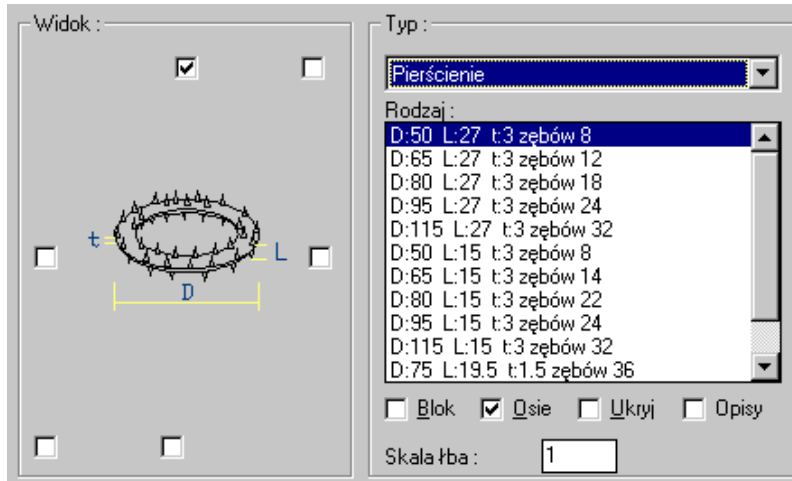 Widok :
t
L
D
Typ :
Pierścienie
Rodzaj :
D:50 L:27 t:3 zębów 8
D:65 L:27 t:3 zębów 12
D:80 L:27 t:3 zębów 18
D:95 L:27 t:3 zębów 24
D:115 L:27 t:3 zębów 32
D:50 L:15 t:3 zębów 8
D:65 L:15 t:3 zębów 14
D:80 L:15 t:3 zębów 22
D:95 L:15 t:3 zębów 24
D:115 L:15 t:3 zębów 32
D:75 L:19.5 t:1.5 zębów 36
Blok Osie Ukryj Opisy
Skala łba : 1